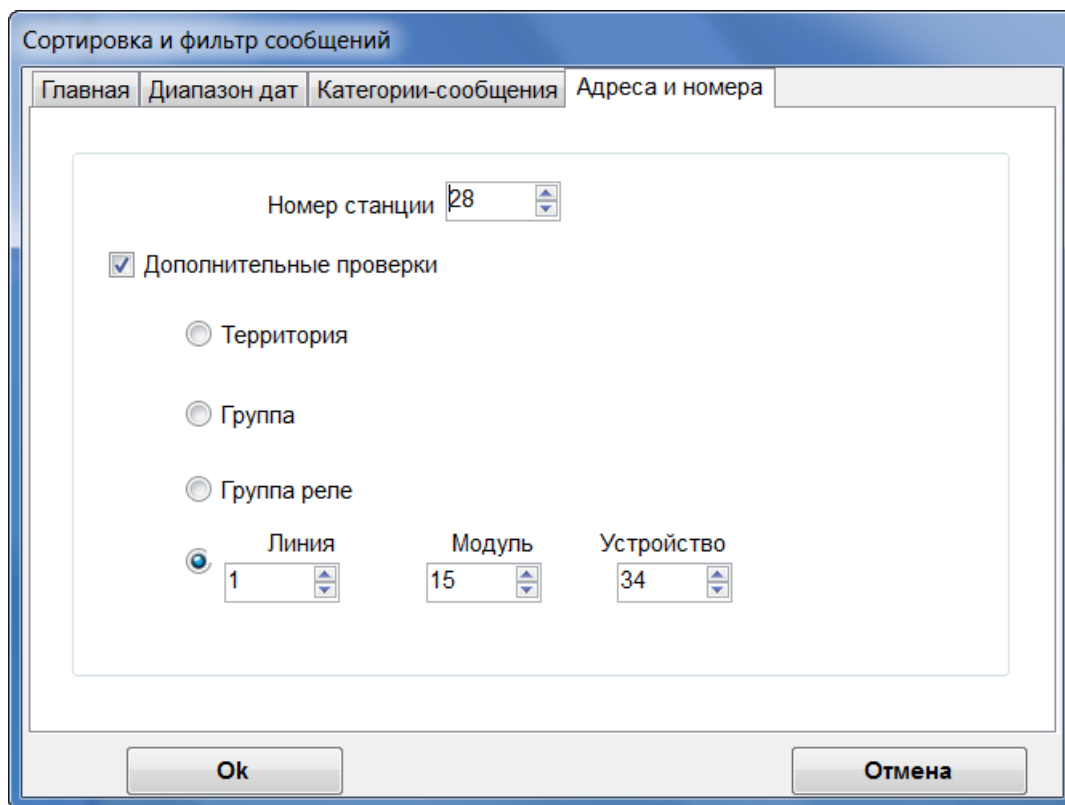 Сортировка и фильтр сообщений
Главная Диапазон дат Категории-сообщения Адреса и номера
Номер станции 28
Дополнительные проверки
Территория
Группа
Группа реле
Линия Модуль Устройство
1 15 34
Ok Отмена